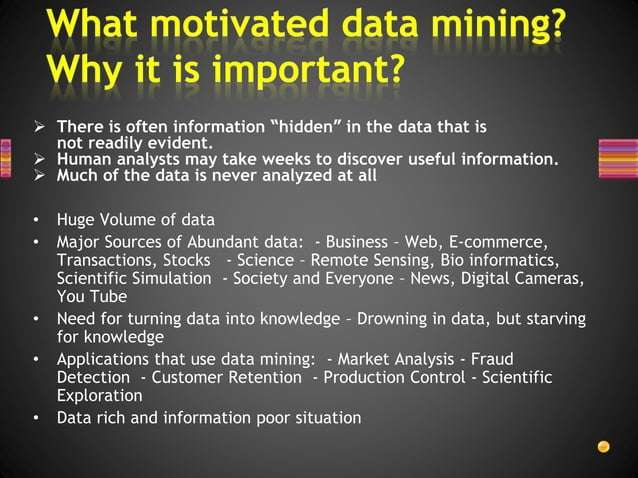 What motivated data mining?
Why it is important?
➢ There is often information “hidden” in the data that is
not readily evident.
➢ Human analysts may take weeks to discover useful information.
➢ Much of the data is never analyzed at all
• Huge Volume of data
• Major Sources of Abundant data: - Business – Web, E-commerce,
Transactions, Stocks - Science – Remote Sensing, Bio informatics,
Scientific Simulation - Society and Everyone – News, Digital Cameras,
You Tube
• Need for turning data into knowledge – Drowning in data, but starving
for knowledge
• Applications that use data mining: - Market Analysis - Fraud
Detection - Customer Retention - Production Control - Scientific
Exploration
• Data rich and information poor situation